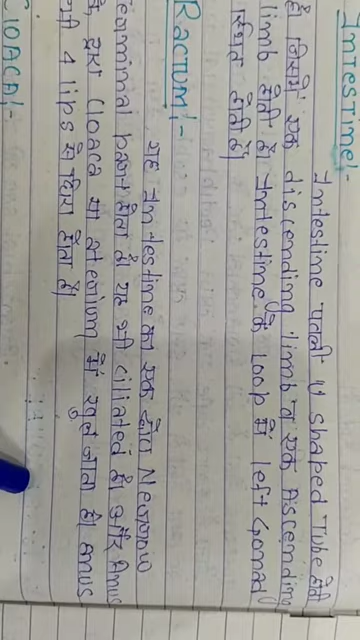 Intestine:-
Intestine पतली U shaped Tube होती
है। जिसमें एक discending limb व एक Ascending
limb होती है। Intestine के Loop में left Gonad
स्थित होती है।
Ractum:-
यह Intestine का एक छोटा Narrow
Terminal part होता है। यह भी ciliated है और Anus
के द्वारा Cloaca या atrium में खुल जाता है। anus
4 lips से घिरा होता है।
CLOACA:-